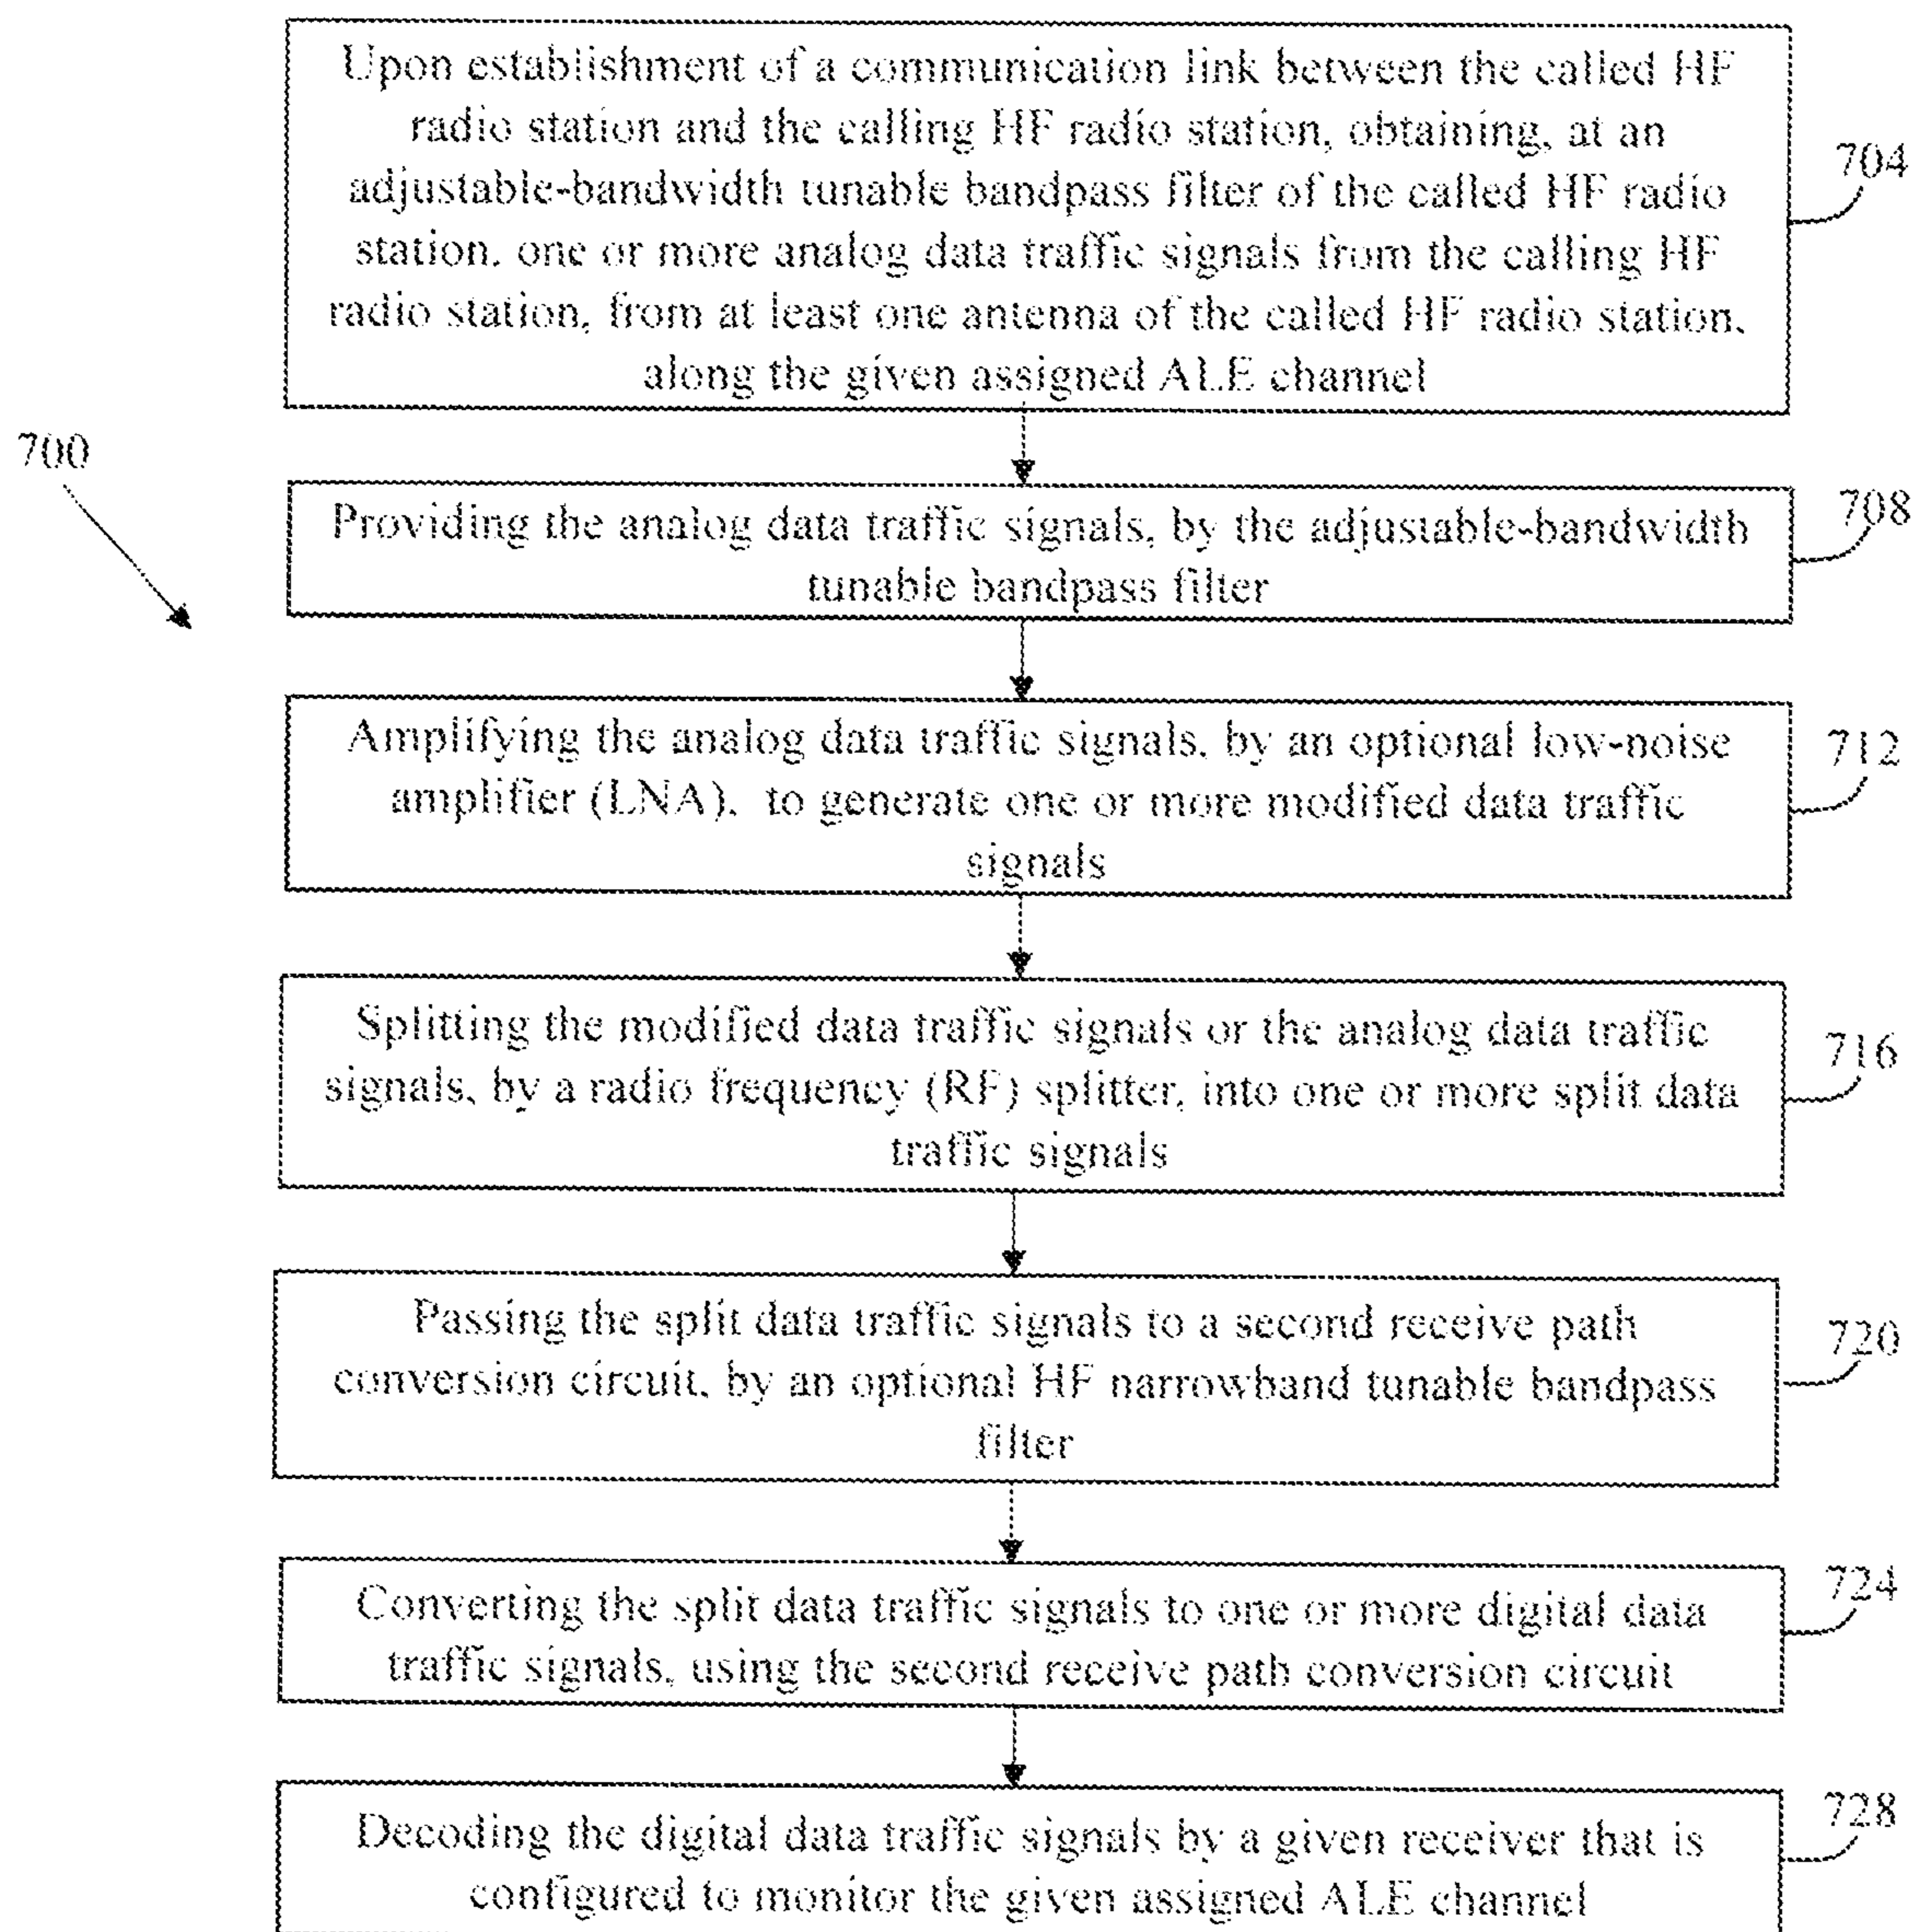 Upon establishment of a communication link between the called HF
radio station and the calling HF radio station, obtaining, at an
adjustable-bandwidth tunable bandpass filter of the called HF radio
station, one or more analog data traffic signals from the calling HF
radio station, from at least one antenna of the called HF radio station,
along the given assigned ALE channel
704
700
Providing the analog data traffic signals, by the adjustable-bandwidth
tunable bandpass filter
708
Amplifying the analog data traffic signals, by an optional low-noise
amplifier (LNA), to generate one or more modified data traffic
signals
712
Splitting the modified data traffic signals or the analog data traffic
signals, by a radio frequency (RF) splitter, into one or more split data
traffic signals
716
Passing the split data traffic signals to a second receive path
conversion circuit, by an optional HF narrowband tunable bandpass
filter
720
Converting the split data traffic signals to one or more digital data
traffic signals, using the second receive path conversion circuit
724
Decoding the digital data traffic signals by a given receiver that is
configured to monitor the given assigned ALE channel
728